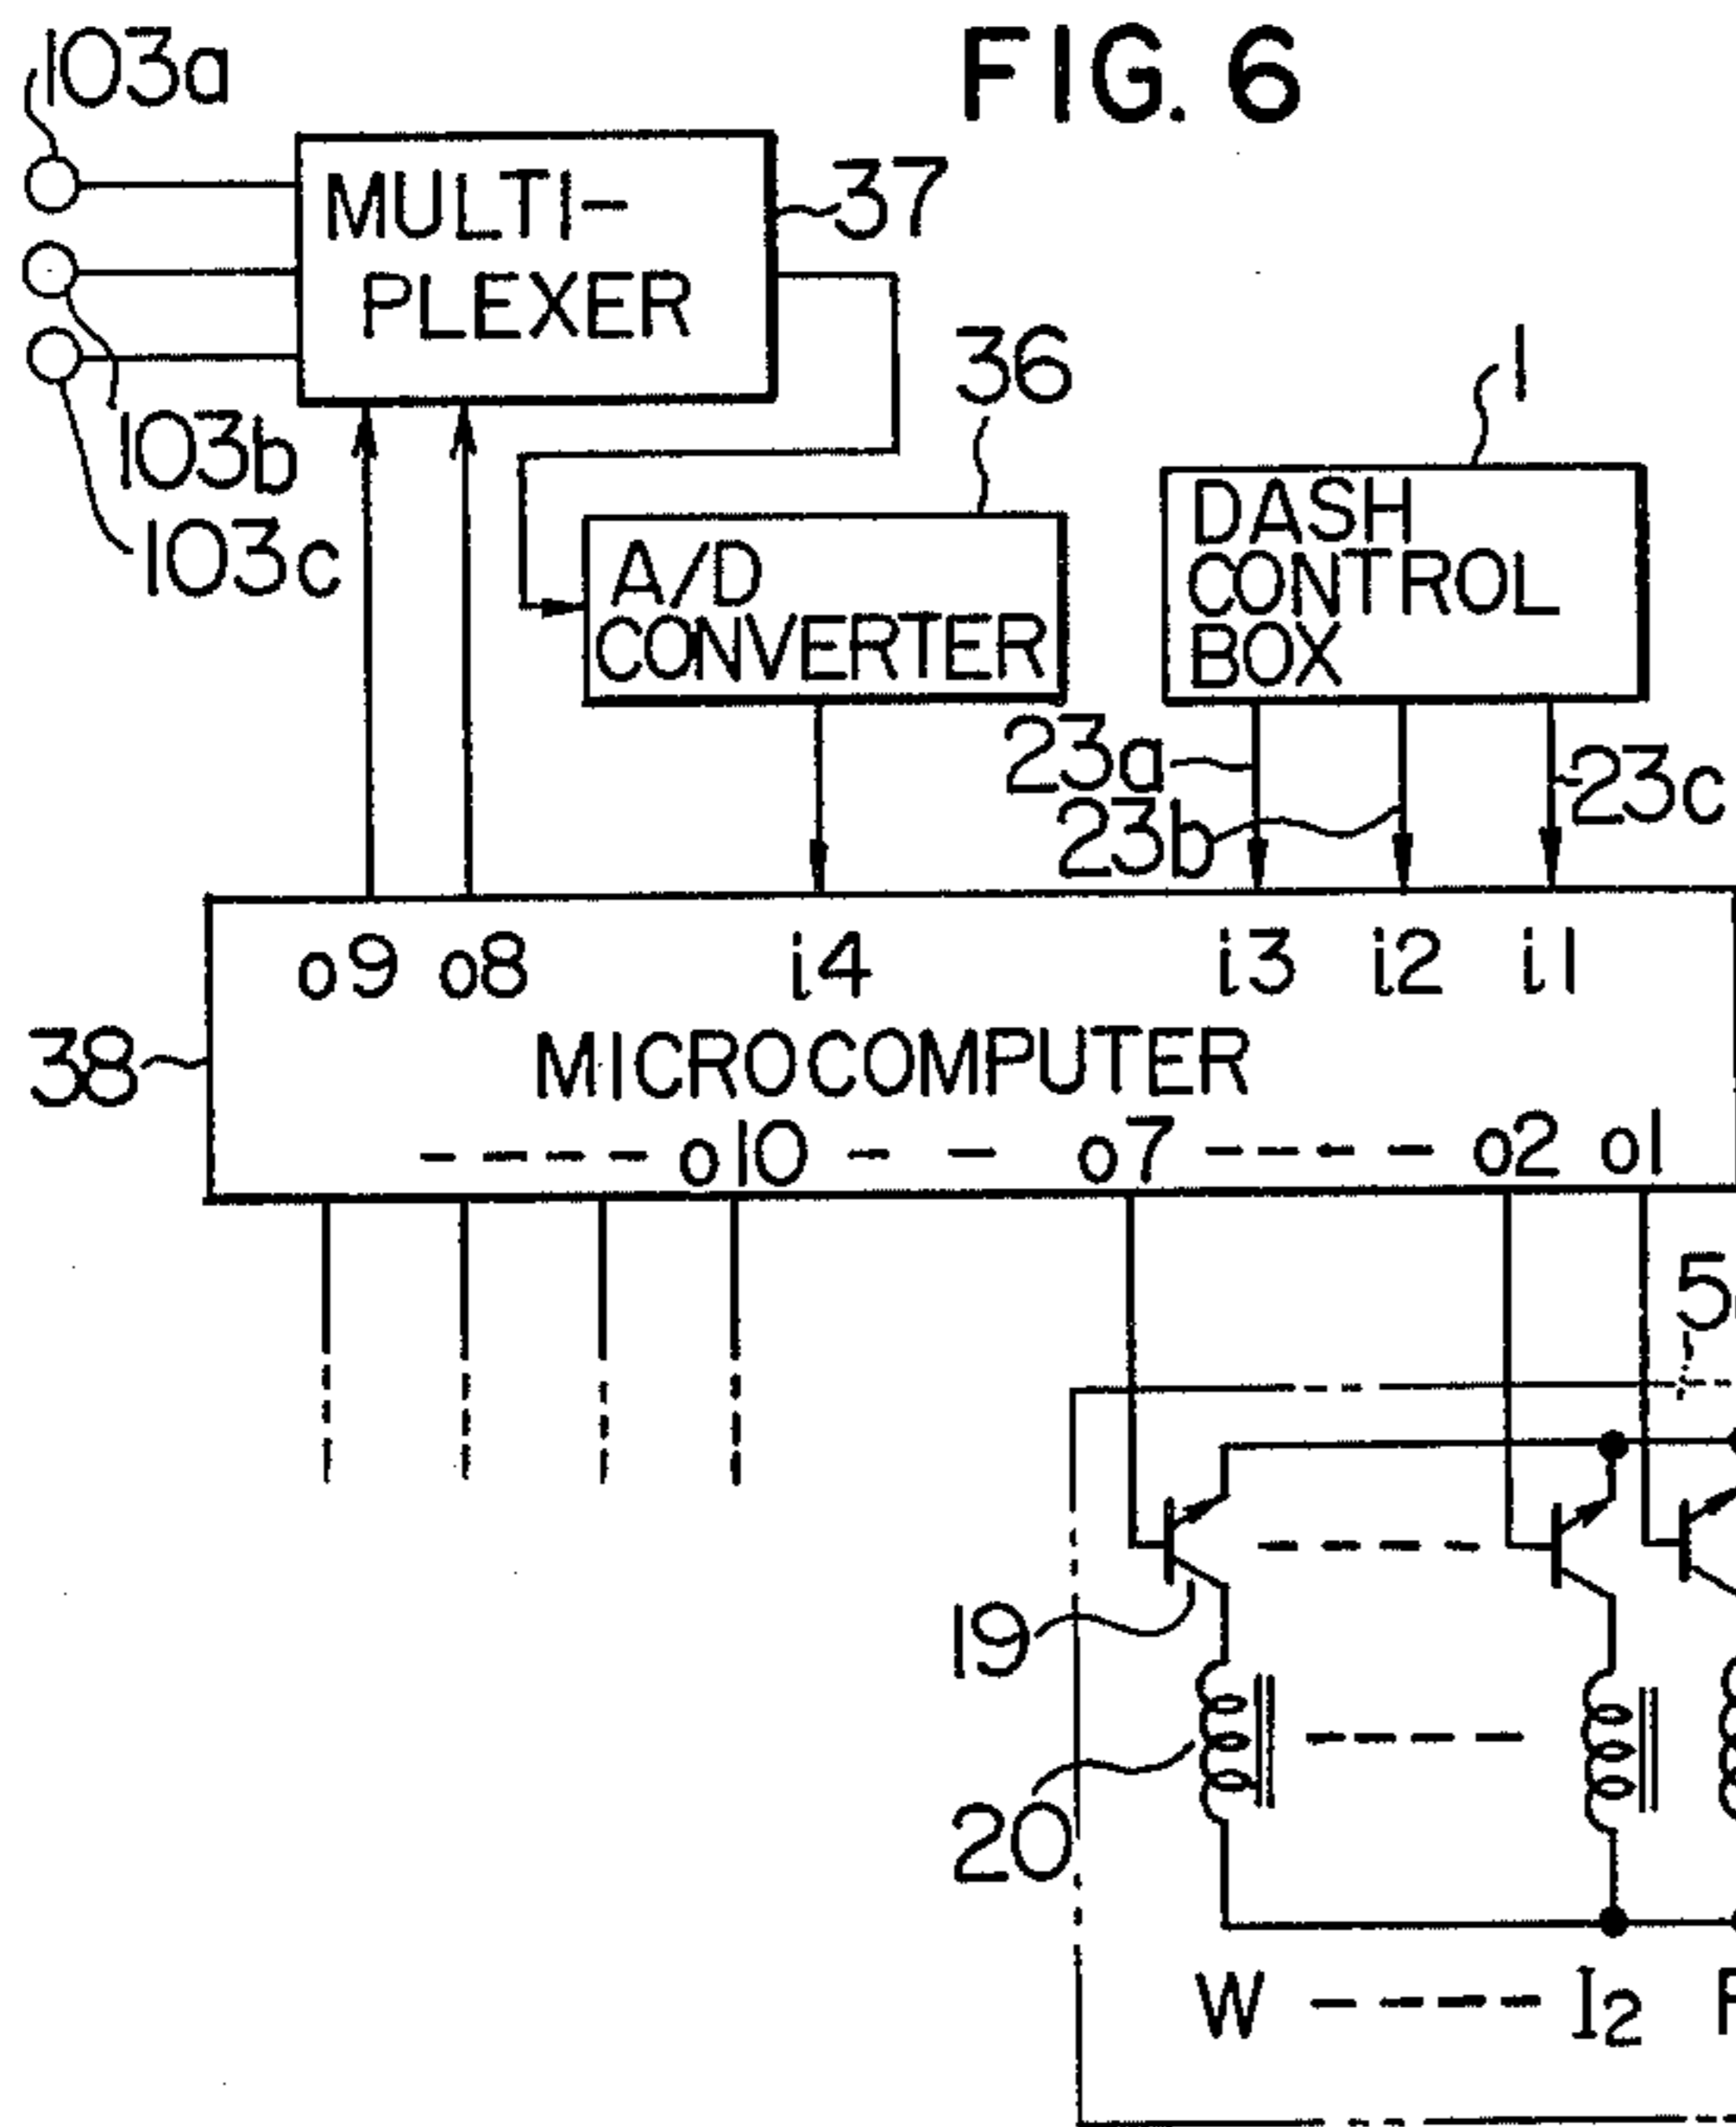 FIG. 6
103a
MULTI-
PLEXER
37
36
1
103b
103c
A/D
CONVERTER
DASH
CONTROL
BOX
23a
23b
23c
o9 o8 i4 i3 i2 i1
38
MICROCOMPUTER
----o10-- o7---- o2 o1
19
20
W ---- I2